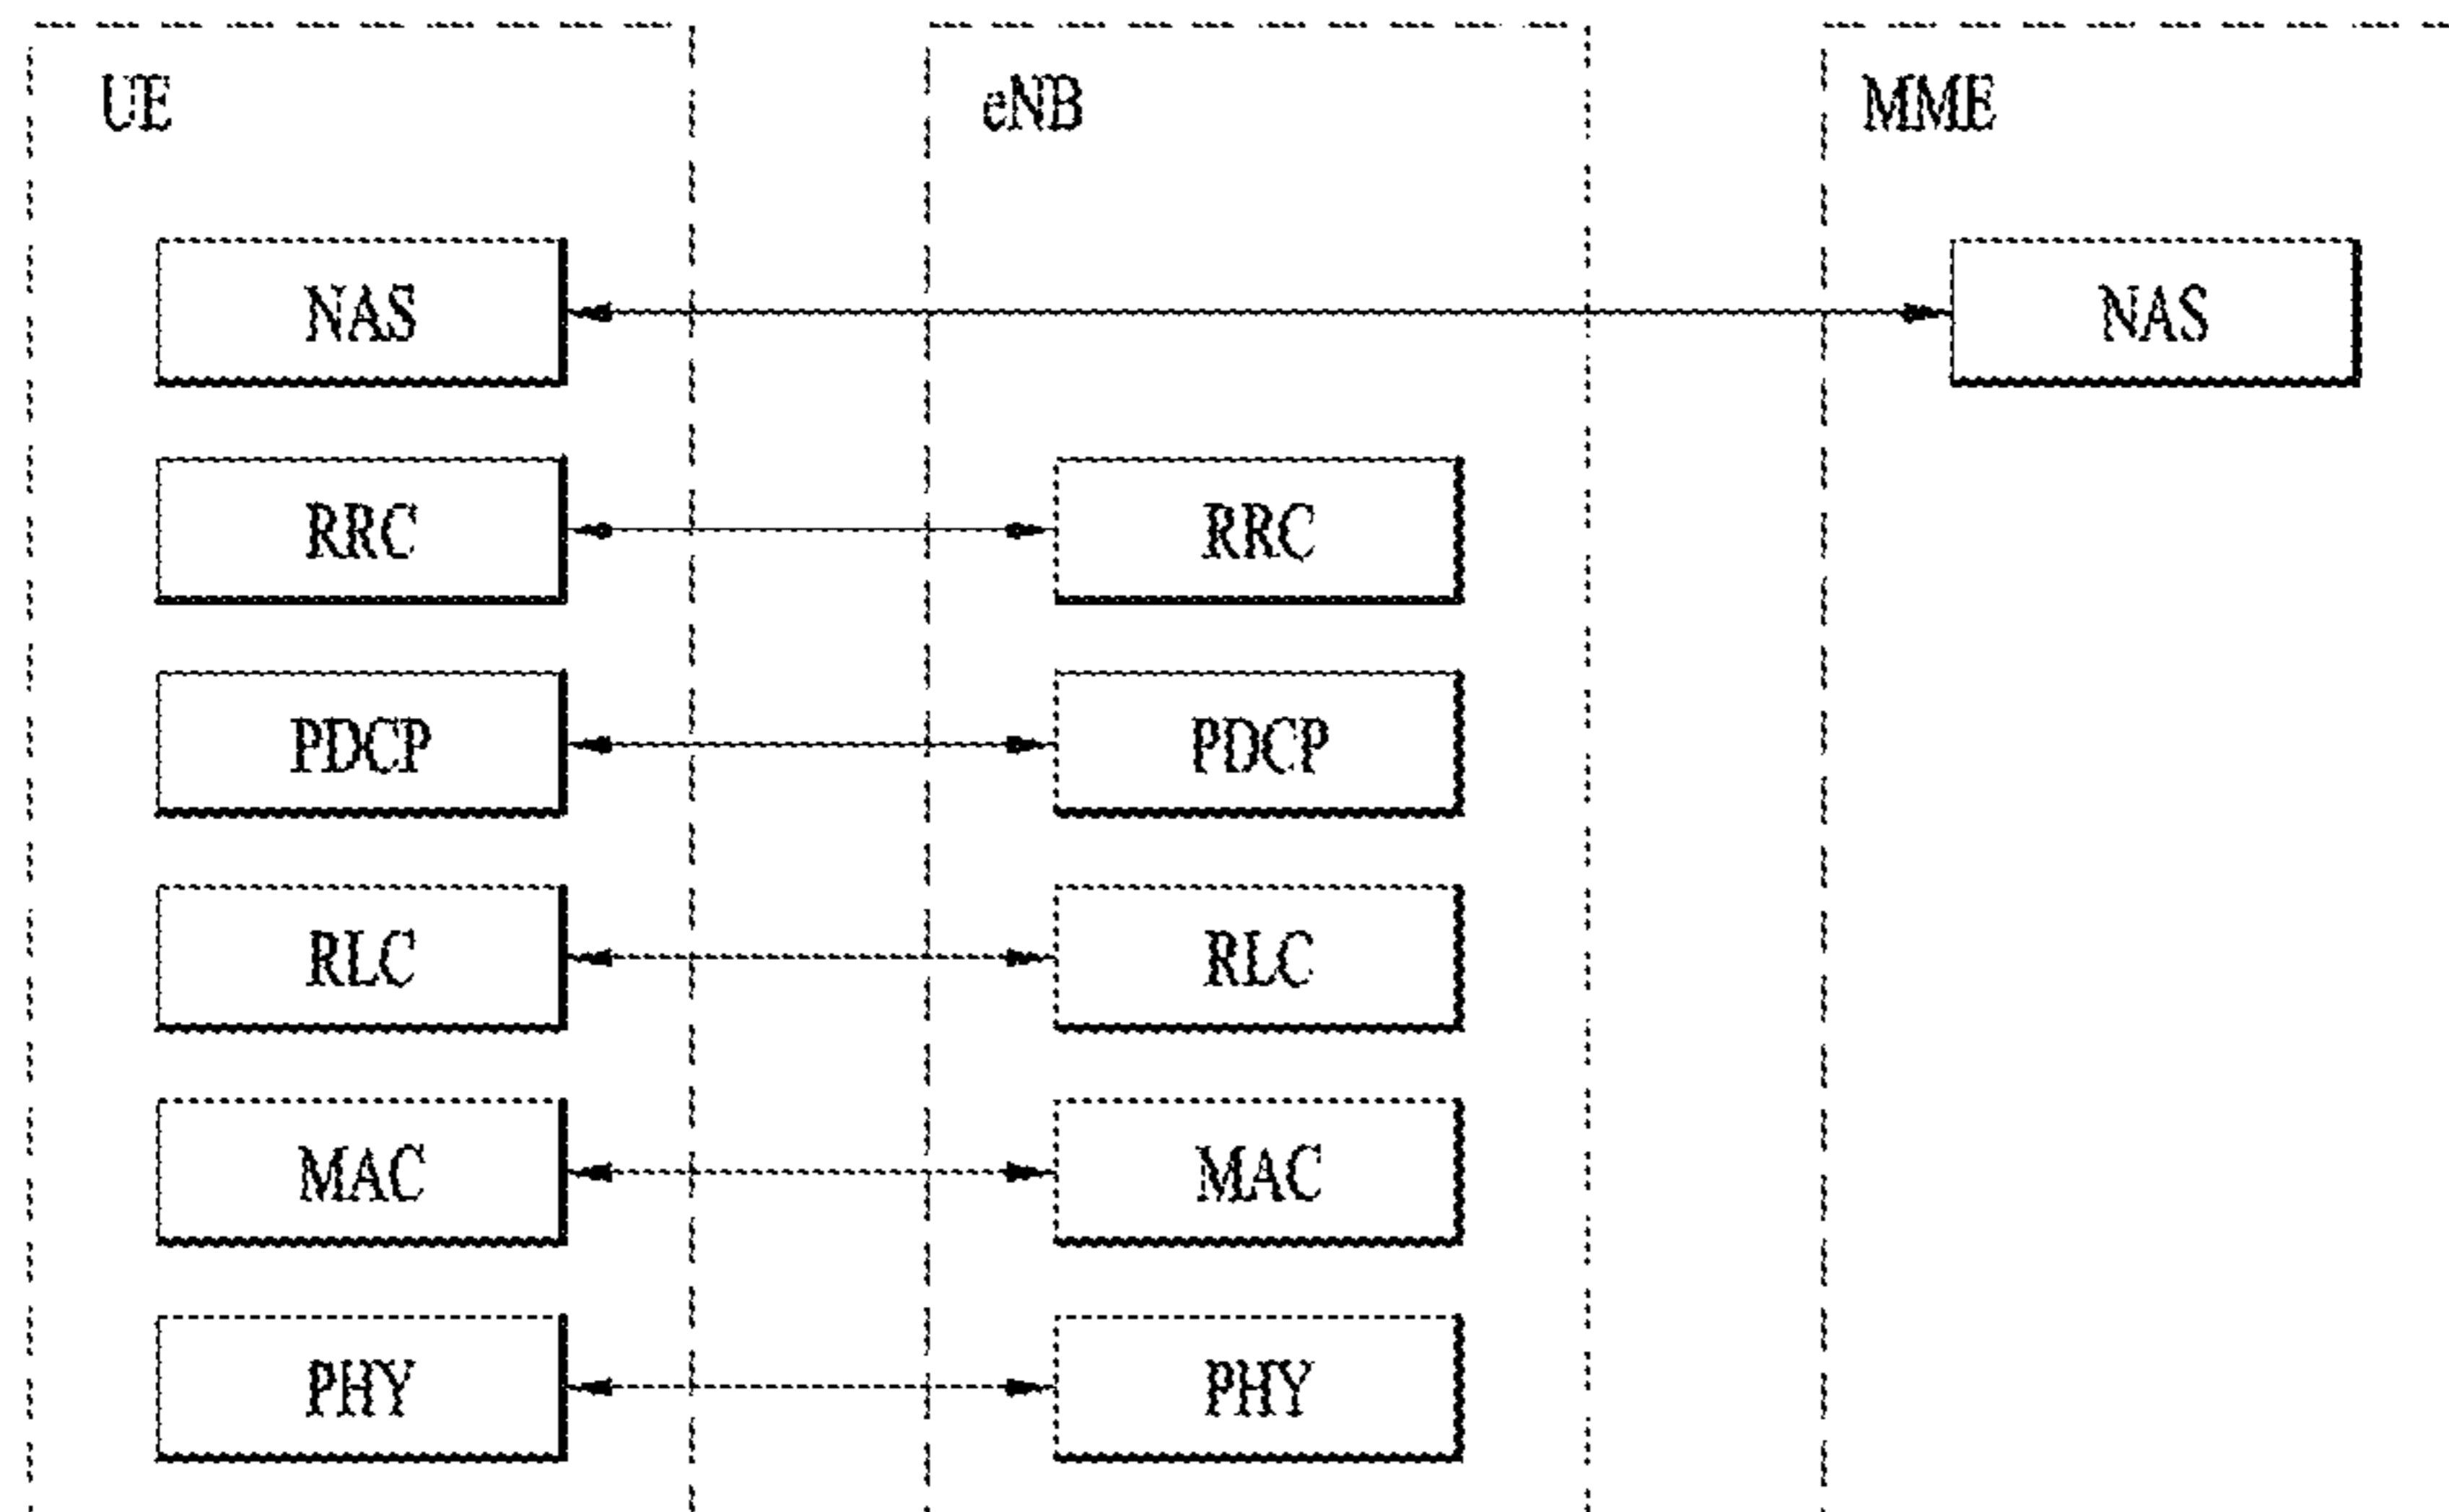 UE
eNB
MME
NAS
NAS
RRC
RRC
PDCP
PDCP
RLC
RLC
MAC
MAC
PHY
PHY